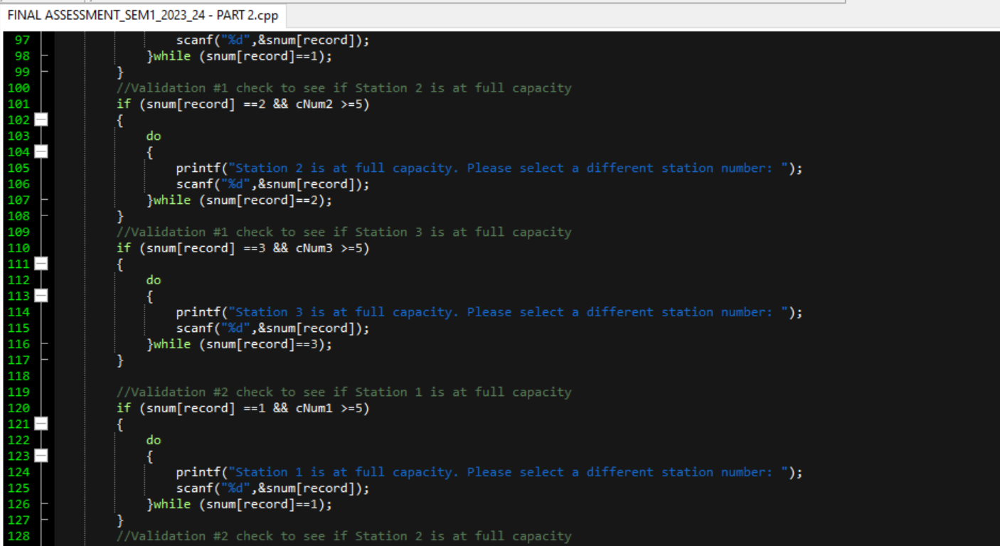 FINAL ASSESSMENT_SEM1_2023_24 - PART 2.cpp
97 scanf("%d",&snum[record]);
98 }while (snum[record]==1);
99 }
100 //Validation #1 check to see if Station 2 is at full capacity
101 if (snum[record] ==2 && cNum2 >=5)
102 {
103 do
104 {
105 printf("Station 2 is at full capacity. Please select a different station number: ");
106 scanf("%d",&snum[record]);
107 }while (snum[record]==2);
108 }
109 //Validation #1 check to see if Station 3 is at full capacity
110 if (snum[record] ==3 && cNum3 >=5)
111 {
112 do
113 {
114 printf("Station 3 is at full capacity. Please select a different station number: ");
115 scanf("%d",&snum[record]);
116 }while (snum[record]==3);
117 }
118
119 //Validation #2 check to see if Station 1 is at full capacity
120 if (snum[record] ==1 && cNum1 >=5)
121 {
122 do
123 {
124 printf("Station 1 is at full capacity. Please select a different station number: ");
125 scanf("%d",&snum[record]);
126 }while (snum[record]==1);
127 }
128 //Validation #2 check to see if Station 2 is at full capacity